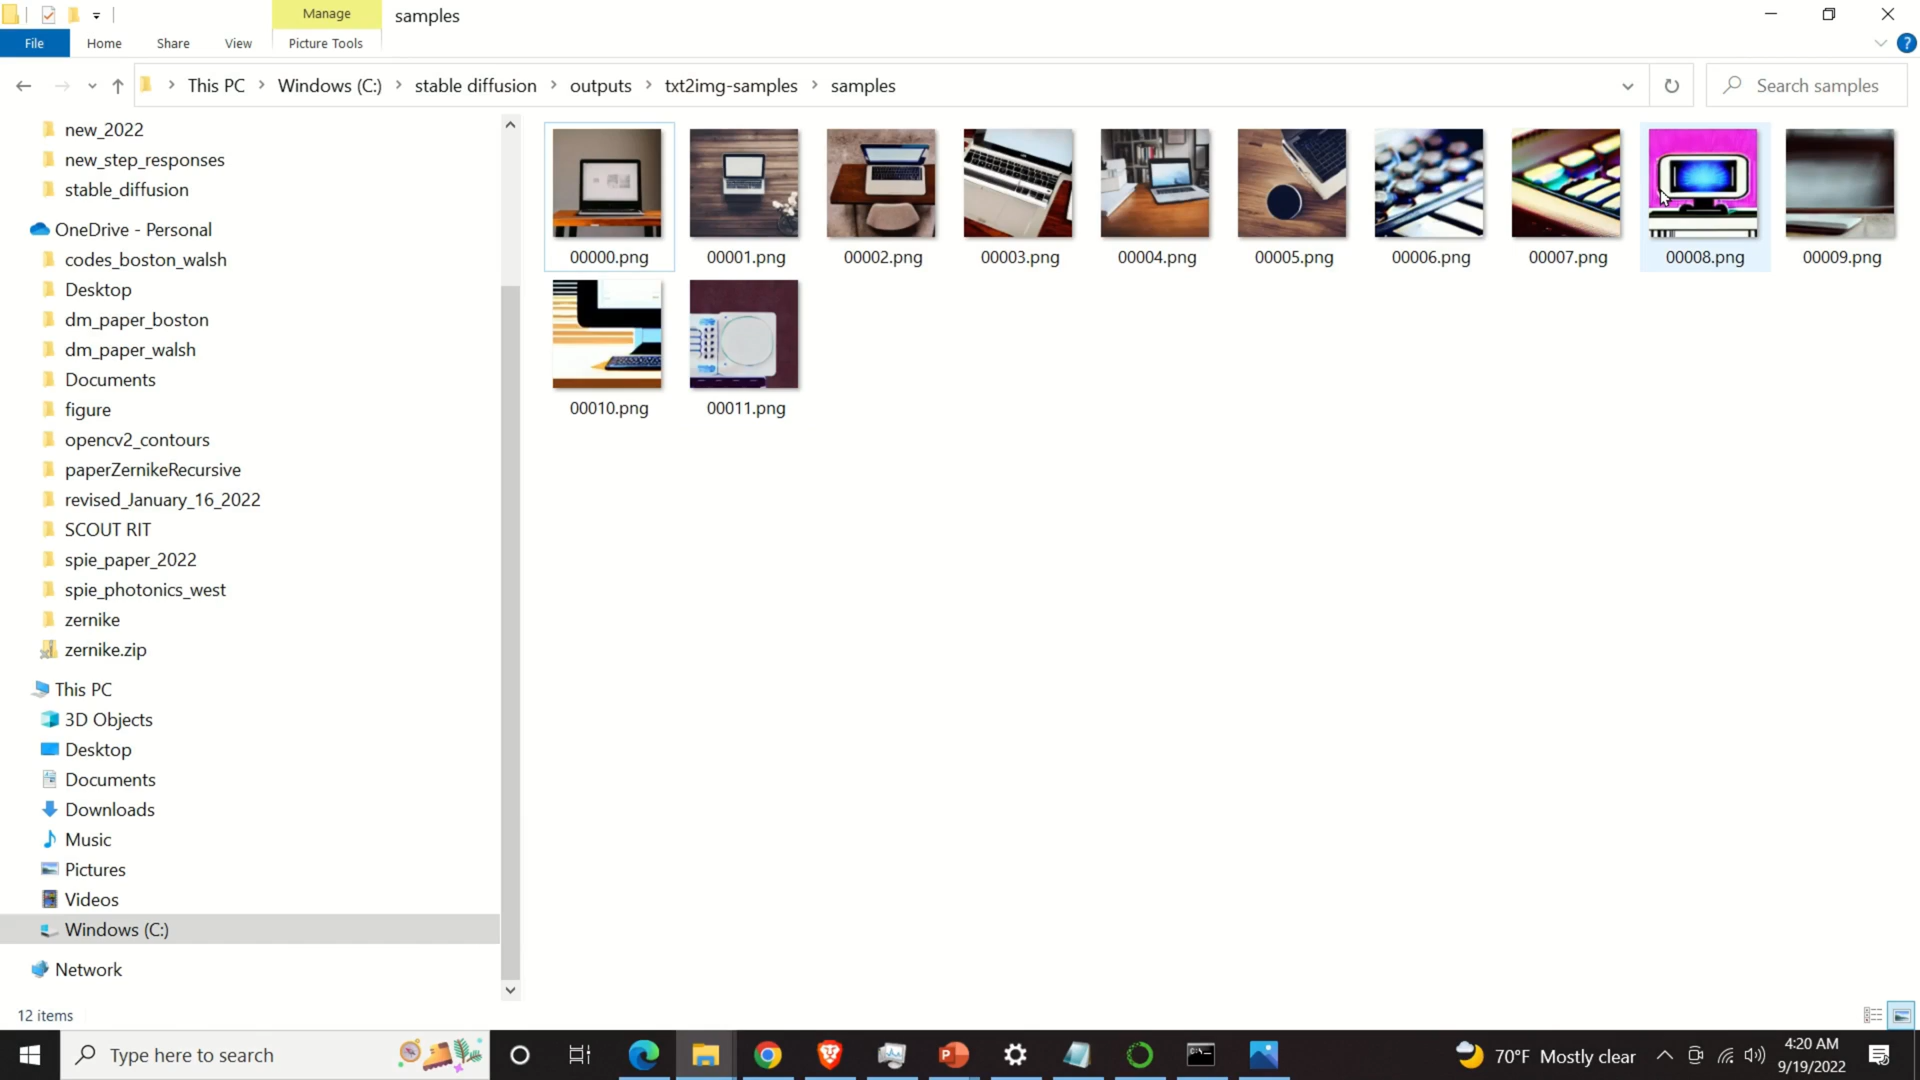 Manage
samples
File
Home
Share
View
Picture Tools
This PC
Windows (C:)
stable diffusion
outputs
txt2img-samples
samples
Search samples
new_2022
new_step_responses
stable_diffusion
OneDrive - Personal
codes_boston_walsh
Desktop
dm_paper_boston
dm_paper_walsh
Documents
figure
opencv2_contours
paperZernikeRecursive
revised_January_16_2022
SCOUT RIT
spie_paper_2022
spie_photonics_west
zernike
zernike.zip
This PC
3D Objects
Desktop
Documents
Downloads
Music
Pictures
Videos
Windows (C:)
Network
00000.png
00001.png
00002.png
00003.png
00004.png
00005.png
00006.png
00007.png
00008.png
00009.png
00010.png
00011.png
12 items
Type here to search
70°F Mostly clear
4:20 AM
9/19/2022